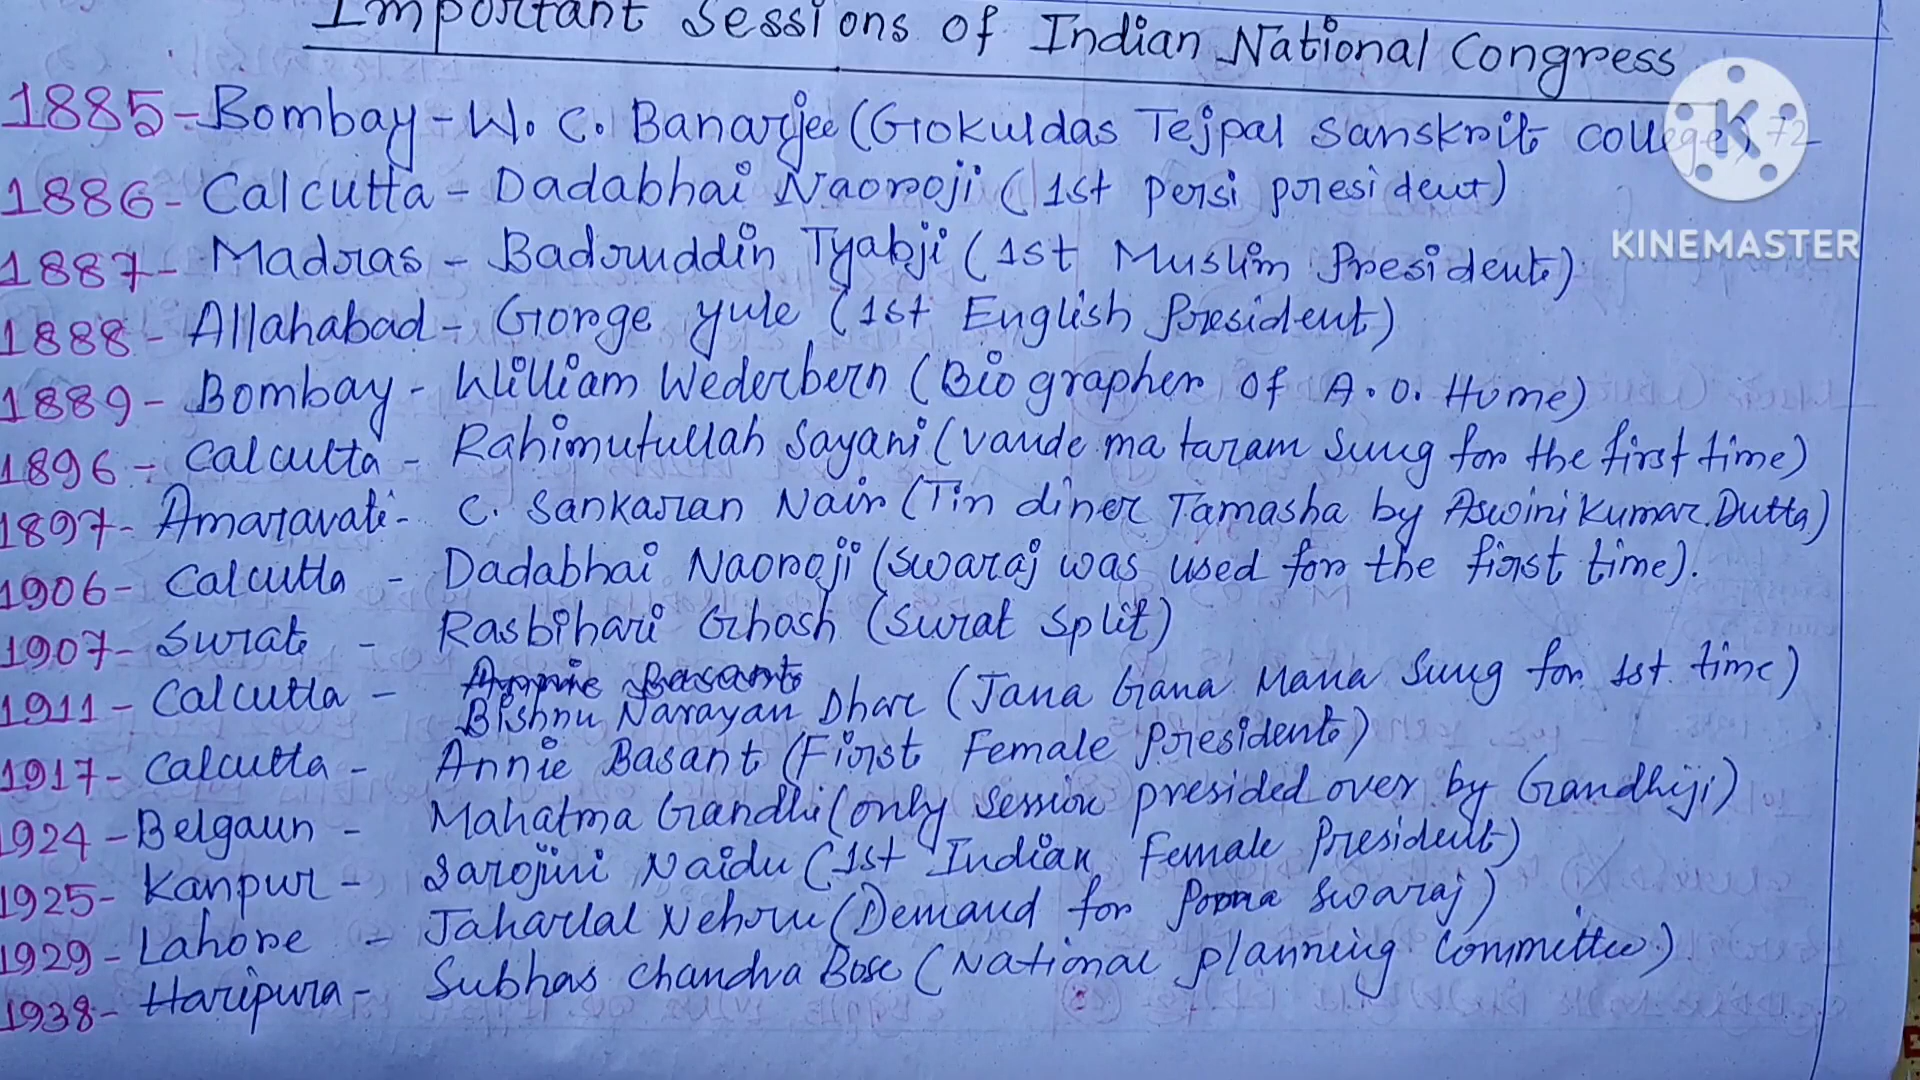 Important Sessions of Indian National Congress
1885-Bombay-W. C. Banarjee (Gokuldas Tejpal Sanskrit college) 72
1886-Calcutta-Dadabhai Naoroji (1st Persi president)
1887-Madras-Badruddin Tyabji (1st Muslim President)
1888-Allahabad-George Yule (1st English President)
1889-Bombay-William Wederbern (Biographer of A.O. Hume)
1896-Calcutta-Rahimutullah Sayani (Vande mataram sung for the first time)
1897-Amaravati-C. Sankaran Nair (Tin diner Tamasha by Aswini Kumar Dutta)
1906-Calcutta-Dadabhai Naoroji (Swaraj was used for the first time).
1907-Surat-Rasbihari Ghosh (Surat Split)
1911-Calcutta-Annie Basant Bishnu Narayan Dhar (Jana Gana Mana Sung for 1st. time)
1917-Calcutta-Annie Basant (First Female President)
1924-Belgaun-Mahatma Gandhi (only session presided over by Gandhiji)
1925-Kanpur-Sarojini Naidu (1st Indian Female President)
1929-Lahore-Jaharlal Nehru (Demand for Swaraj)
1938-Haripura-Subhas Chandra Bose (National planning Committee)
KINEMASTER